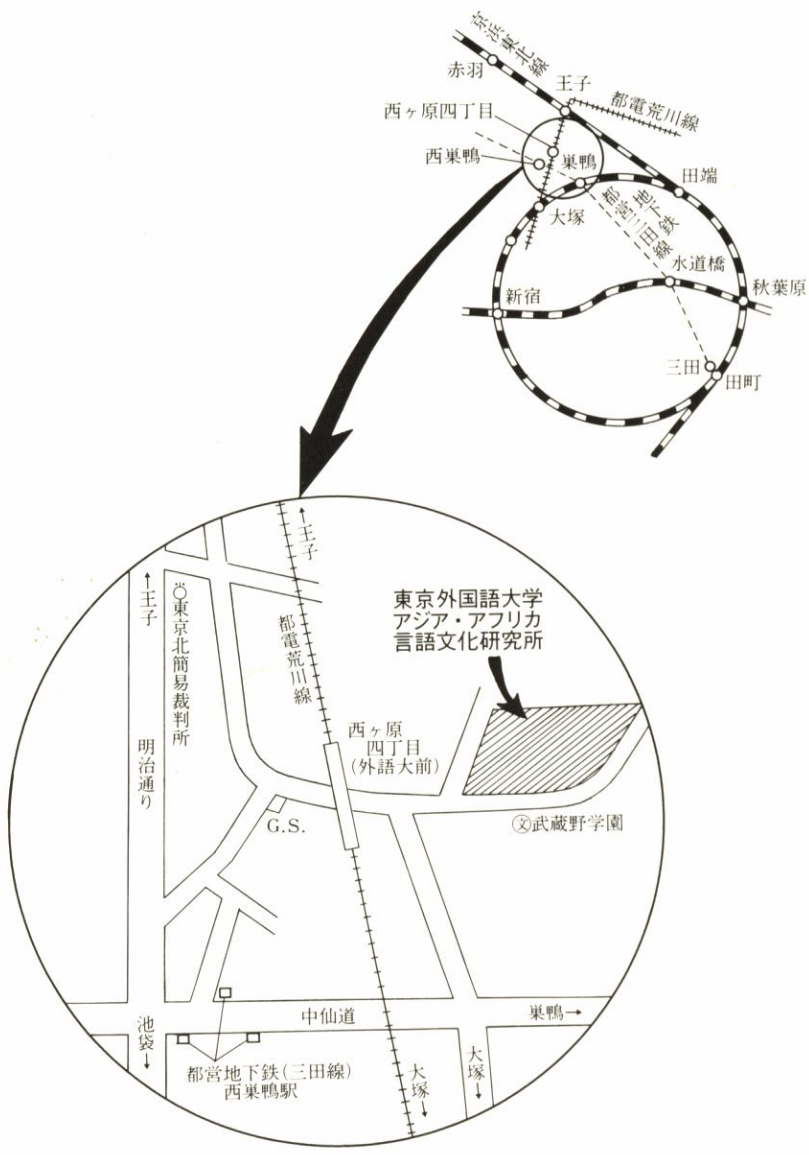 京浜東北線
赤羽
王子
都電荒川線
西ヶ原四丁目
西巣鴨
巣鴨
田端
大塚
都営地下鉄三田線
水道橋
新宿
秋葉原
三田
田町
←王子
←王子
東京北簡易裁判所
都電荒川線
東京外国語大学
アジア・アフリカ
言語文化研究所
明治通り
西ヶ原
四丁目
(外語大前)
G.S.
文武蔵野学園
中仙道
巣鴨→
池袋→
都営地下鉄(三田線)
西巣鴨駅
大塚→
大塚→